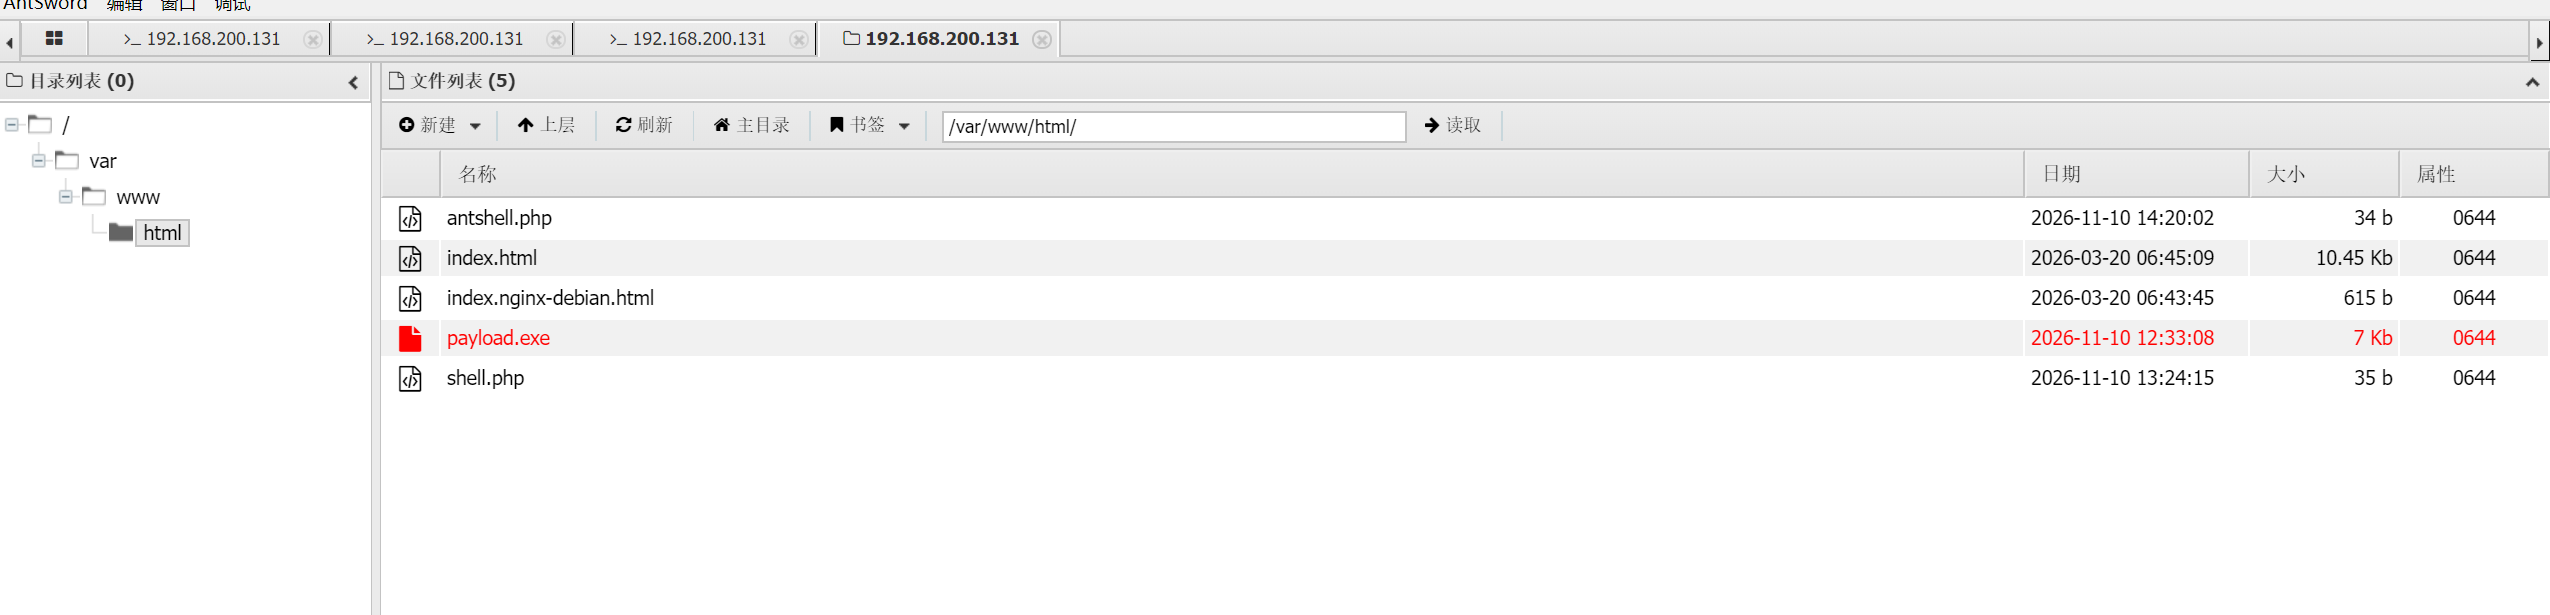 AntSword 编辑 窗口 调试
>_ 192.168.200.131 >_ 192.168.200.131 >_ 192.168.200.131 192.168.200.131
目录列表 (0)
/
var
www
html
文件列表 (5)
新建 上层 刷新 主目录 书签 /var/www/html/ 读取
名称 日期 大小 属性
antshell.php 2026-11-10 14:20:02 34 b 0644
index.html 2026-03-20 06:45:09 10.45 Kb 0644
index.nginx-debian.html 2026-03-20 06:43:45 615 b 0644
payload.exe 2026-11-10 12:33:08 7 Kb 0644
shell.php 2026-11-10 13:24:15 35 b 0644